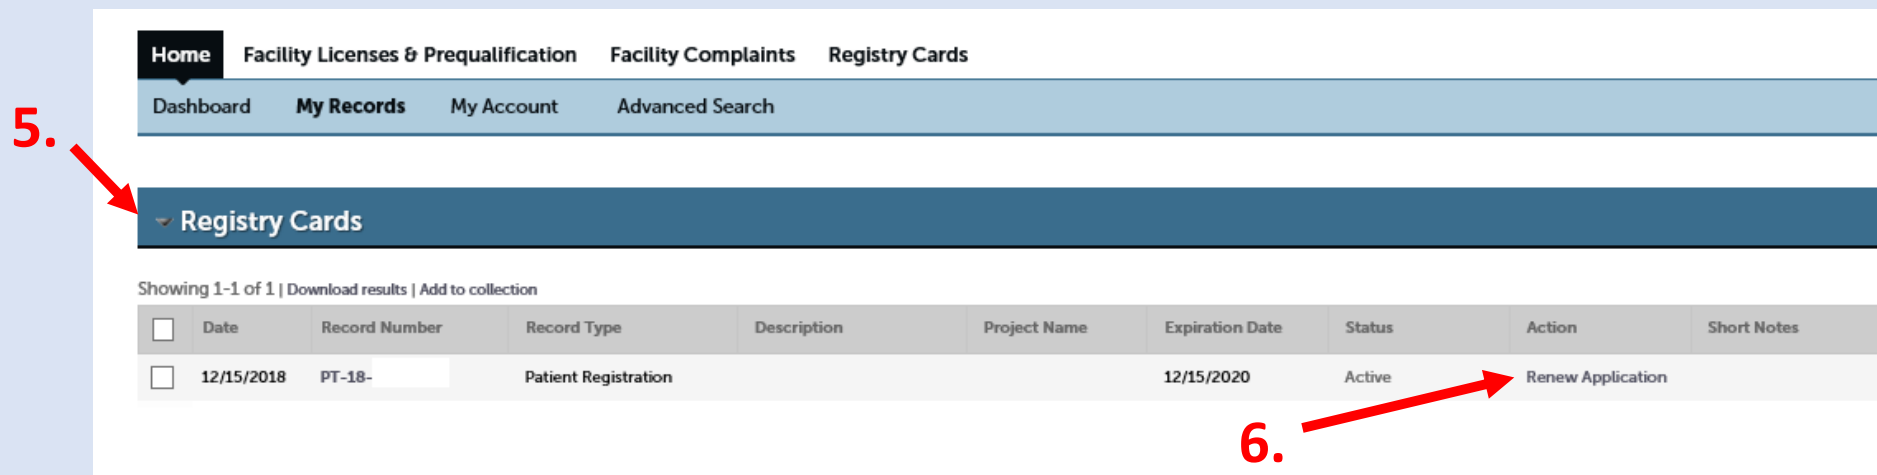 Home Facility Licenses & Prequalification Facility Complaints Registry Cards
Dashboard My Records My Account Advanced Search
5.
Registry Cards
Showing 1-1 of 1 | Download results | Add to collection
Date Record Number Record Type Description Project Name Expiration Date Status Action Short Notes
12/15/2018 PT-18- Patient Registration 12/15/2020 Active Renew Application
6.